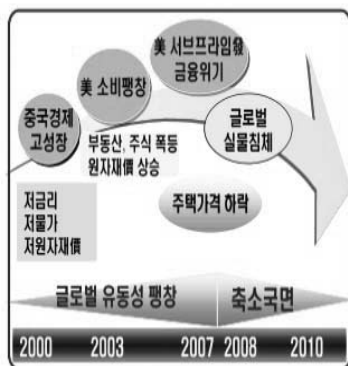 美 서브프라임發
금융위기
美 소비팽창
중국경제
고성장
글로벌
실물침체
부동산, 주식 폭등
원자재價 상승
저금리
저물가
저원자재價
주택가격 하락
글로벌 유동성 팽창
축소국면
2000 2003 2007 2008 2010